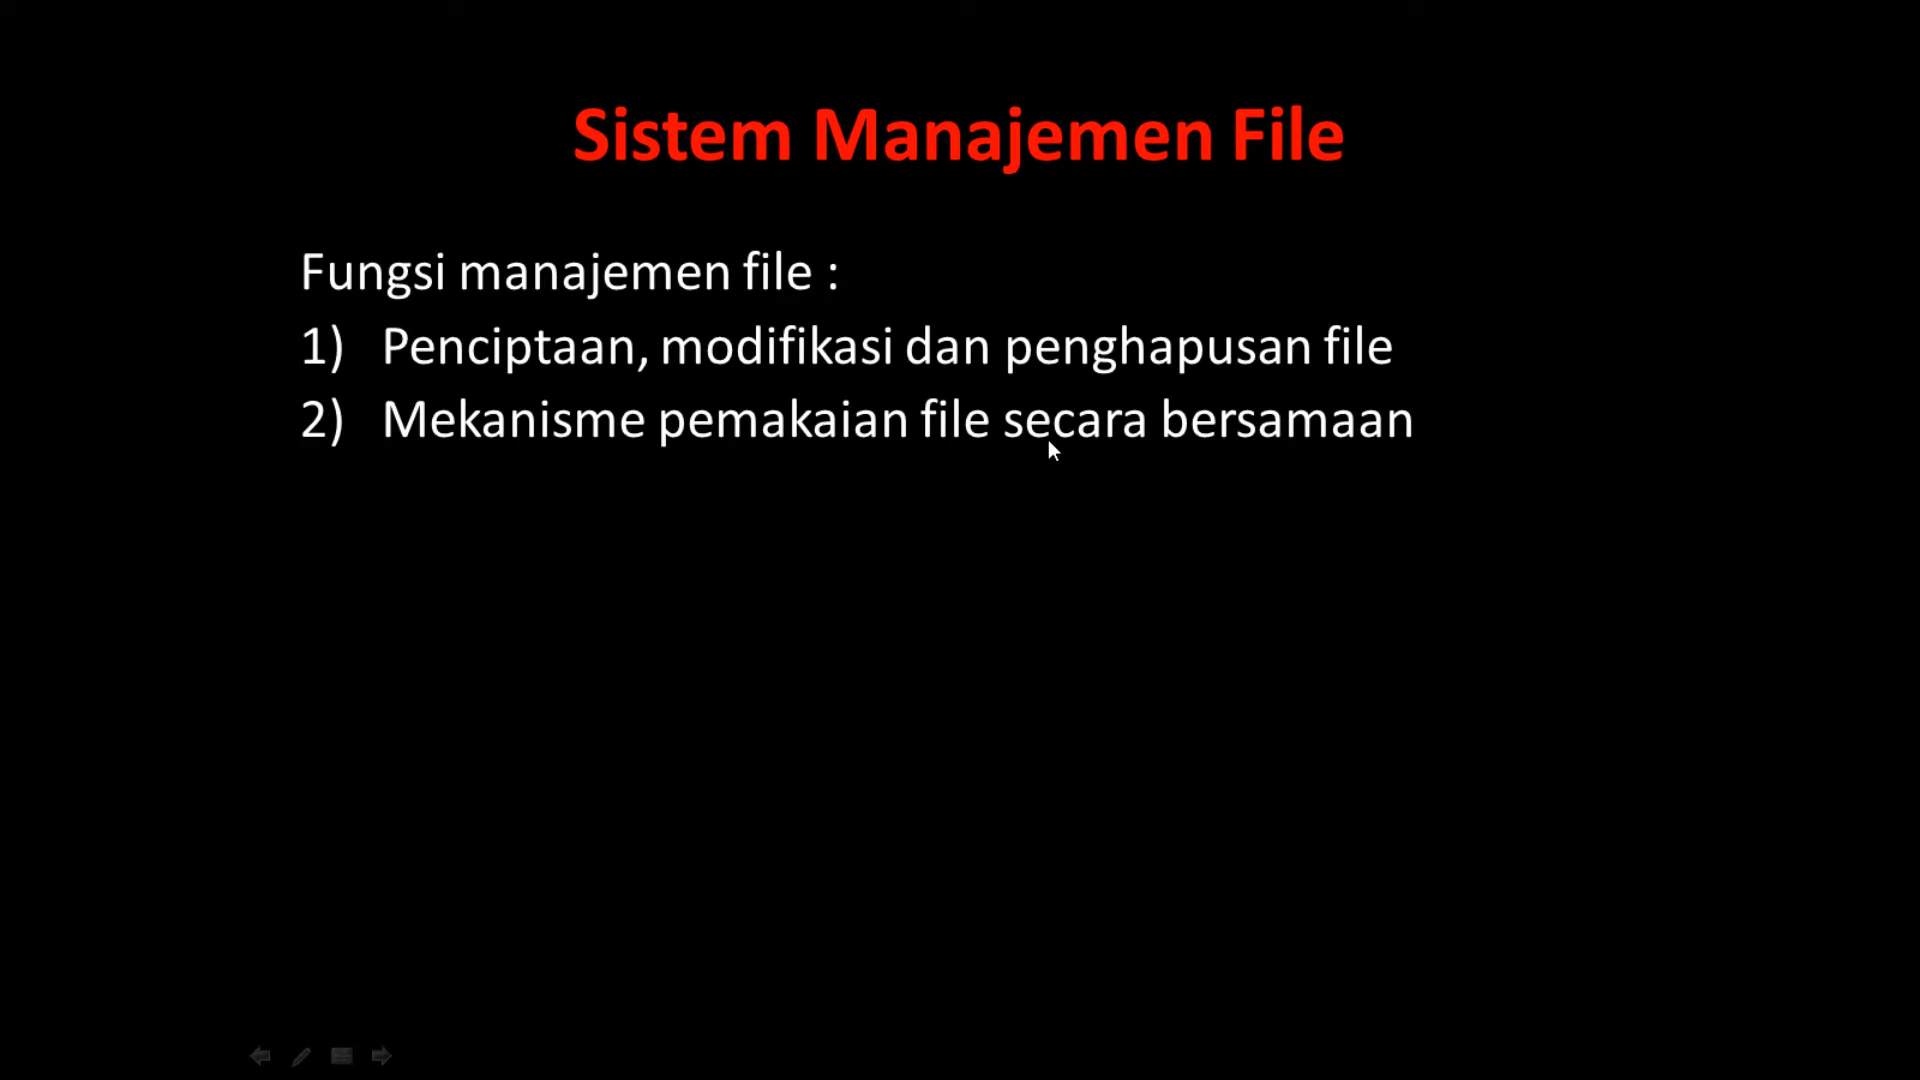 Sistem Manajemen File
Fungsi manajemen file :
1) Penciptaan, modifikasi dan penghapusan file
2) Mekanisme pemakaian file secara bersamaan